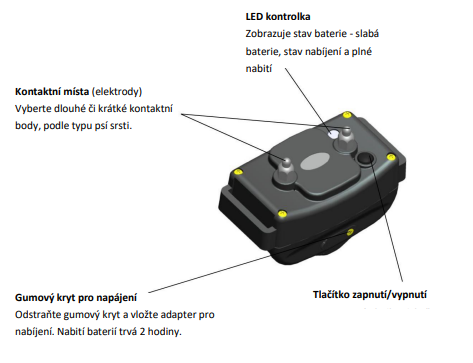 LED kontrolka
Zobrazuje stav baterie - slabá
baterie, stav nabíjení a plné
nabití
Kontaktní místa (elektrody)
Vyberte dlouhé či krátké kontaktní
body, podle typu psí srsti.
Gumový kryt pro napájení
Odstraňte gumový kryt a vložte adapter pro
nabíjení. Nabití baterií trvá 2 hodiny.
Tlačítko zapnutí/vypnutí